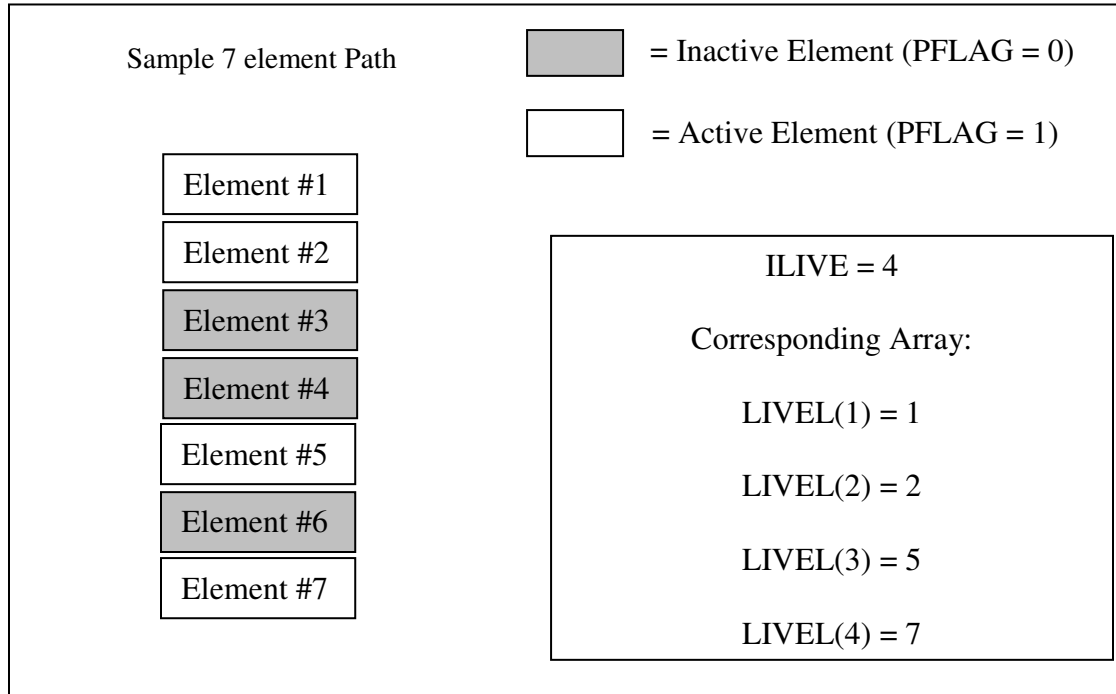 Sample 7 element Path
= Inactive Element (PFLAG = 0)
= Active Element (PFLAG = 1)
Element #1
Element #2
Element #3
Element #4
Element #5
Element #6
Element #7
ILIVE = 4
Corresponding Array:
LIVEL(1) = 1
LIVEL(2) = 2
LIVEL(3) = 5
LIVEL(4) = 7